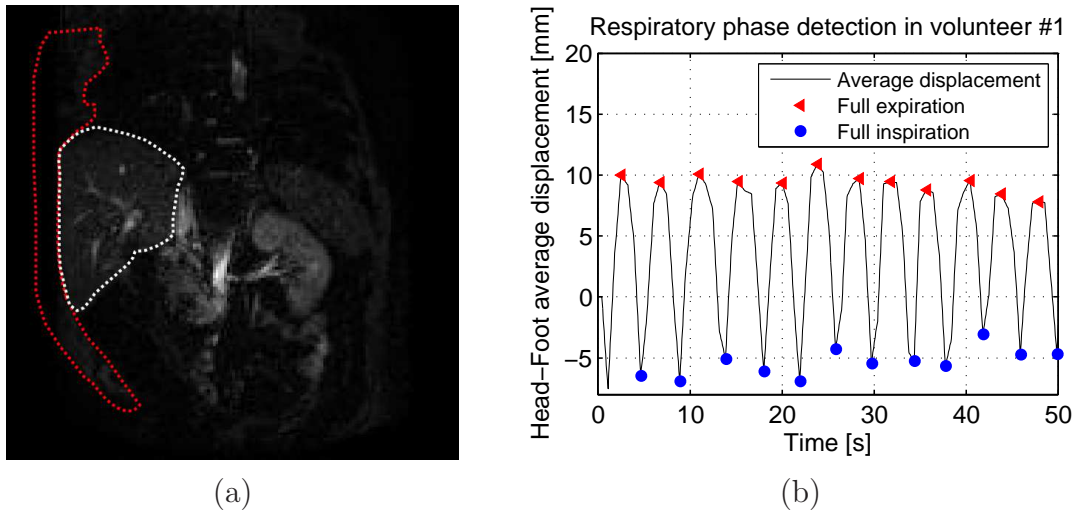 Respiratory phase detection in volunteer #1
Head−Foot average displacement [mm]
20
15
10
5
0
−5
Average displacement
Full expiration
Full inspiration
0 10 20 30 40 50
Time [s]
(a) (b)